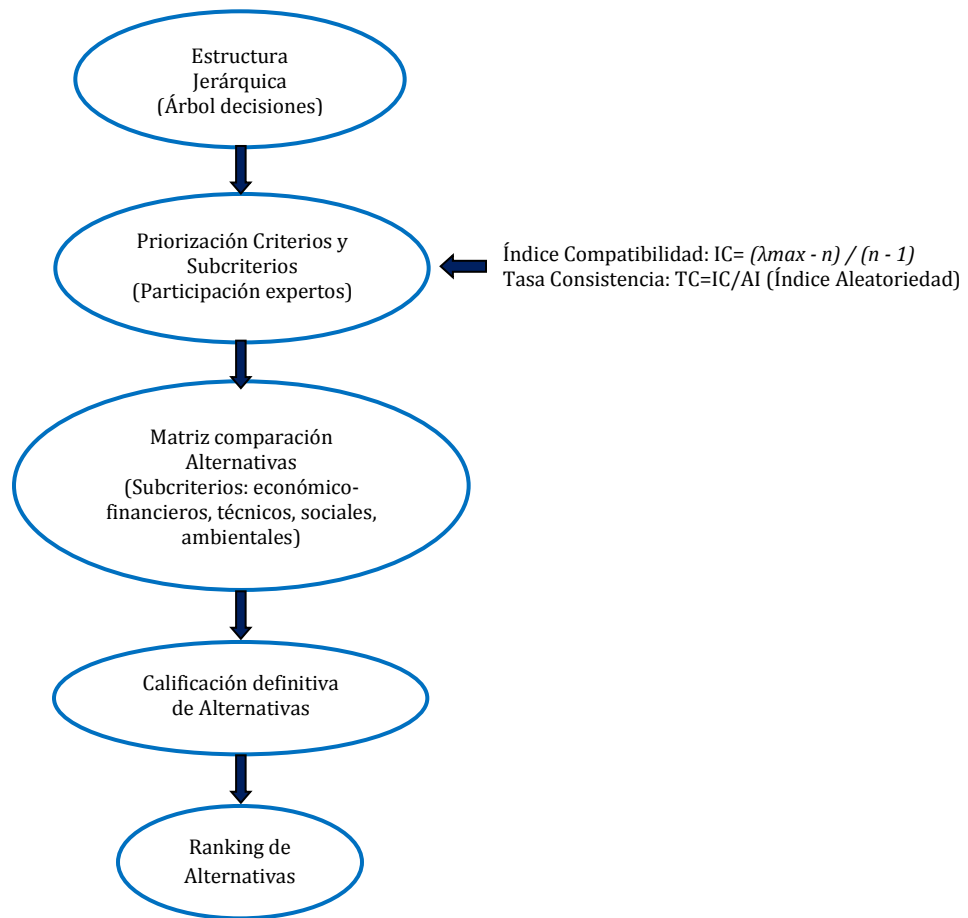 Estructura
Jerárquica
(Árbol decisiones)
Priorización Criterios y
Subcriterios
(Participación expertos)
Índice Compatibilidad: IC= (λmax - n) / (n - 1)
Tasa Consistencia: TC=IC/AI (Índice Aleatoriedad)
Matriz comparación
Alternativas
(Subcriterios: económico-
financieros, técnicos, sociales,
ambientales)
Calificación definitiva
de Alternativas
Ranking de
Alternativas